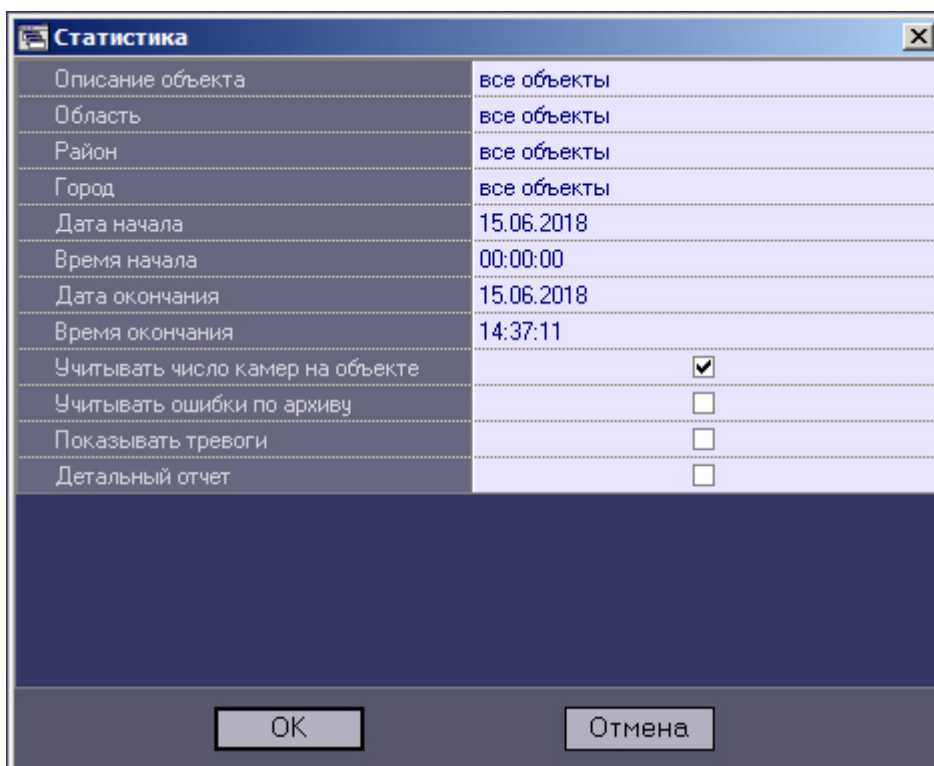 Статистика
Описание объекта все объекты
Область все объекты
Район все объекты
Город все объекты
Дата начала 15.06.2018
Время начала 00:00:00
Дата окончания 15.06.2018
Время окончания 14:37:11
Учитывать число камер на объекте
Учитывать ошибки по архиву
Показывать тревоги
Детальный отчет
OK Отмена